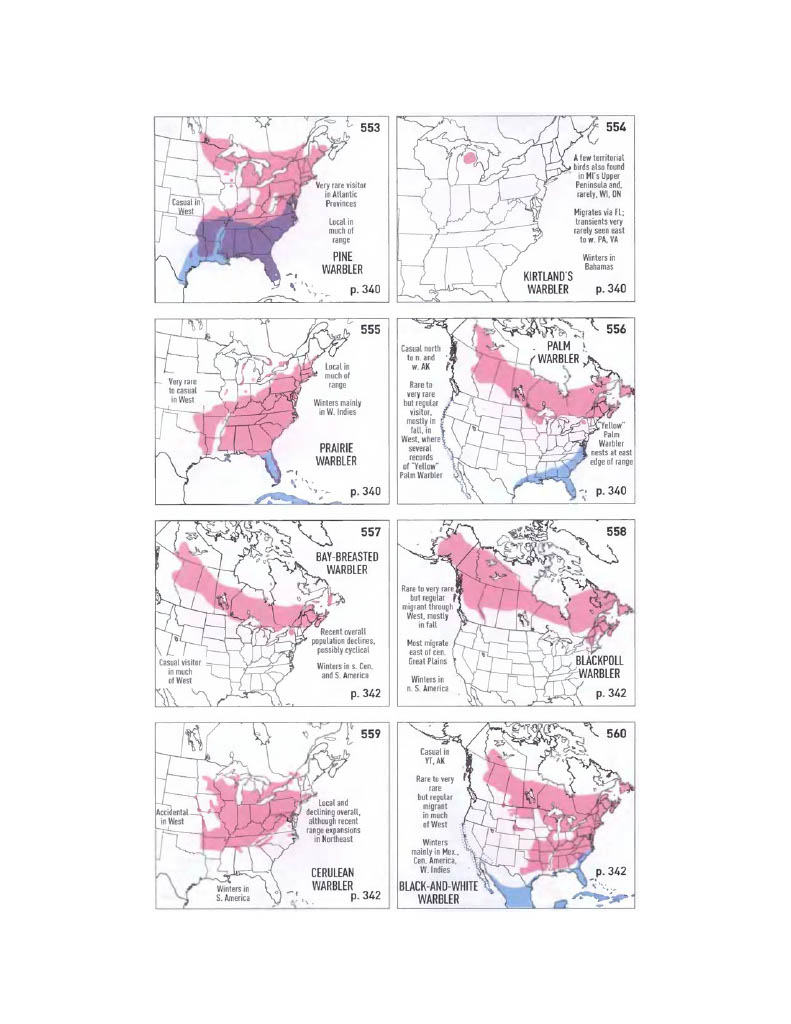 553
Very rare visitor
in Atlantic
Provinces
Casual in
West
Local in
much of
range
PINE
WARBLER
p. 340
554
A few territorial
birds also found
in MI's Upper
Peninsula and,
rarely, WI, ON
Migrates via FL;
transients very
rarely seen east
to w. PA, VA
Winters in
Bahamas
KIRTLAND'S
WARBLER
p. 340
555
Local in
much of
range
Very rare
to casual
in West
Winters mainly
in W. Indies
PRAIRIE
WARBLER
p. 340
556
PALM
WARBLER
Casual north
to n. and
w. AK
Rare to
very rare
but regular
visitor,
mostly in
fall, in
West, where
several
records
of "Yellow"
Palm Warbler
"Yellow"
Palm
Warbler
nests at east
edge of range
p. 340
557
BAY-BREASTED
WARBLER
Recent overall
population declines,
possibly cyclical
Casual visitor
in much
of West
Winters in s. Cen.
and S. America
p. 342
558
Rare to very rare
but regular
migrant through
West, mostly
in fall
Most migrate
east of cen.
Great Plains
Winters in
n. S. America
BLACKPOLL
WARBLER
p. 342
559
Accidental
in West
Local and
declining overall,
although recent
range expansions
in Northeast
CERULEAN
WARBLER
Winters in
S. America
p. 342
560
Casual in
YT, AK
Rare to very
rare
but regular
migrant
in much
of West
Winters
mainly in Mex.,
Cen. America,
W. Indies
BLACK-AND-WHITE
WARBLER
p. 342